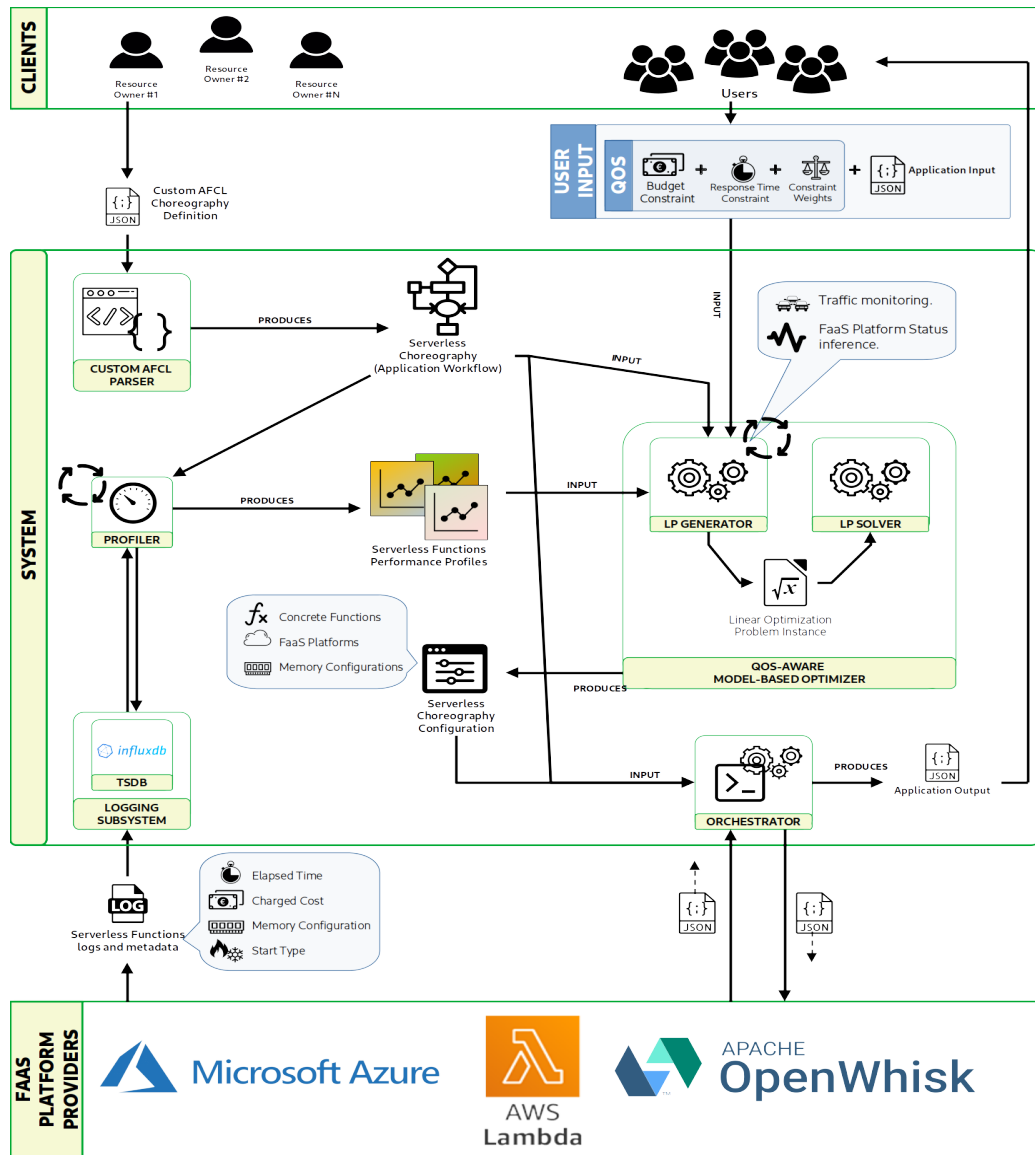 CLIENTS
Resource
Owner #1
Resource
Owner #2
Resource
Owner #N
Users
USER
INPUT
QOS
Budget
Constraint
+
Response Time
Constraint
+
Constraint
Weights
+
{;}
JSON
Application Input
{;}
JSON
Custom AFCL
Choreography
Definition
SYSTEM
</>
{ }
CUSTOM AFCL
PARSER
PRODUCES
Serverless
Choreography
(Application Workflow)
INPUT
INPUT
Traffic monitoring.
FaaS Platform Status
inference.
PROFILER
PRODUCES
Serverless Functions
Performance Profiles
INPUT
LP GENERATOR
LP SOLVER
√x
Linear Optimization
Problem Instance
QOS-AWARE
MODEL-BASED OPTIMIZER
PRODUCES
fx
Concrete Functions
FaaS Platforms
Memory Configurations
Serverless
Choreography
Configuration
influxdb
TSDB
LOGGING
SUBSYSTEM
INPUT
>_
ORCHESTRATOR
PRODUCES
{;}
JSON
Application Output
LOG
Serverless Functions
logs and metadata
Elapsed Time
Charged Cost
Memory Configuration
Start Type
{;}
JSON
{;}
JSON
FAAS
PLATFORM
PROVIDERS
Microsoft Azure
AWS
Lambda
APACHE
OpenWhisk
TM